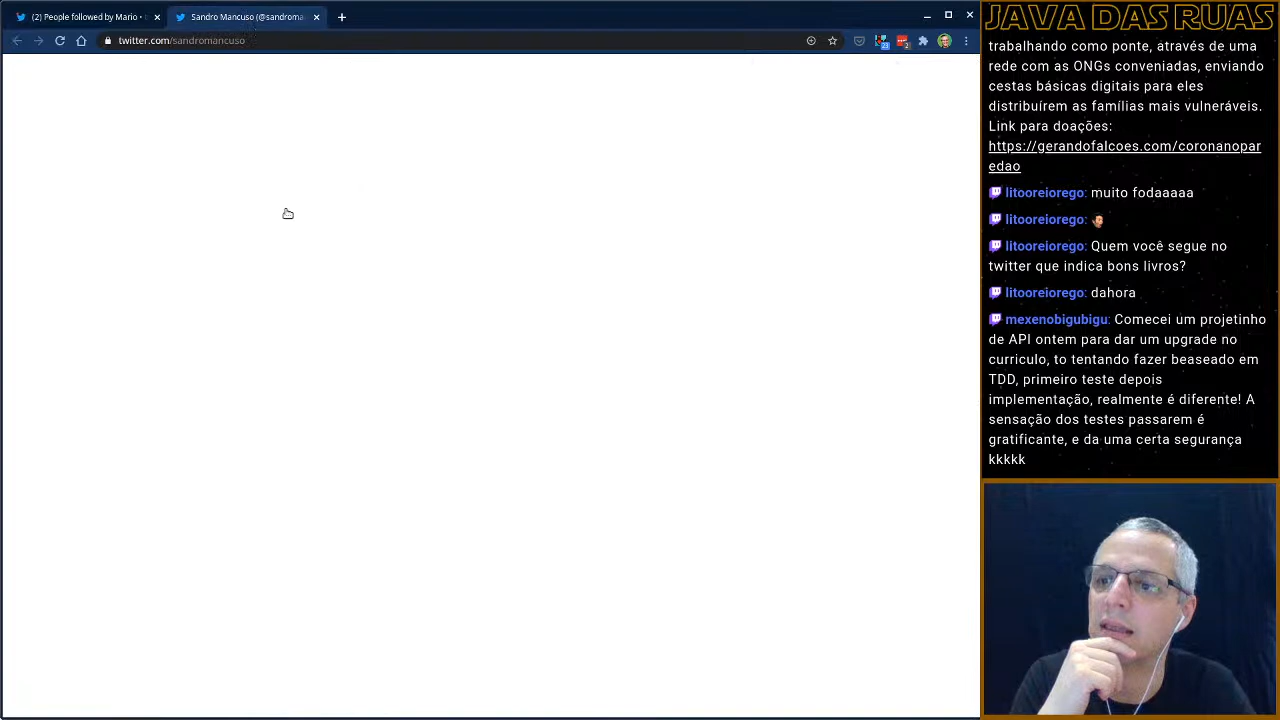 (2) People followed by Mario •
Sandro Mancuso (@sandroma
twitter.com/sandromancuso
23
2
JAVA DAS RUAS
trabalhando como ponte, através de uma
rede com as ONGs conveniadas, enviando
cestas básicas digitais para eles
distribuírem as famílias mais vulneráveis.
Link para doações:
https://gerandofalcoes.com/coronanopar
edao
litooreiorego: muito fodaaaaa
litooreiorego:
litooreiorego: Quem você segue no
twitter que indica bons livros?
litooreiorego: dahora
mexenobigubigu: Comecei um projetinho
de API ontem para dar um upgrade no
curriculo, to tentando fazer beaseado em
TDD, primeiro teste depois
implementação, realmente é diferente! A
sensação dos testes passarem é
gratificante, e da uma certa segurança
kkkkk